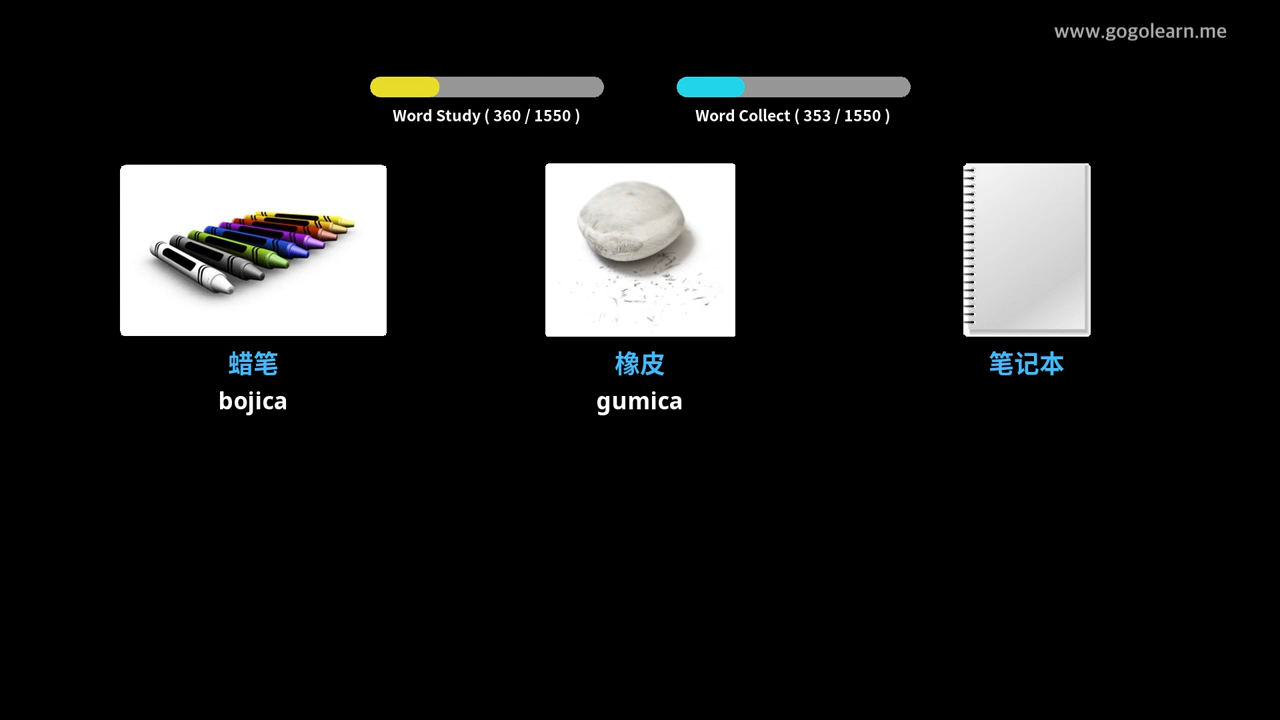 www.gogolearn.me
Word Study ( 360 / 1550 )
Word Collect ( 353 / 1550 )
蜡笔
橡皮
笔记本
bojica
gumica